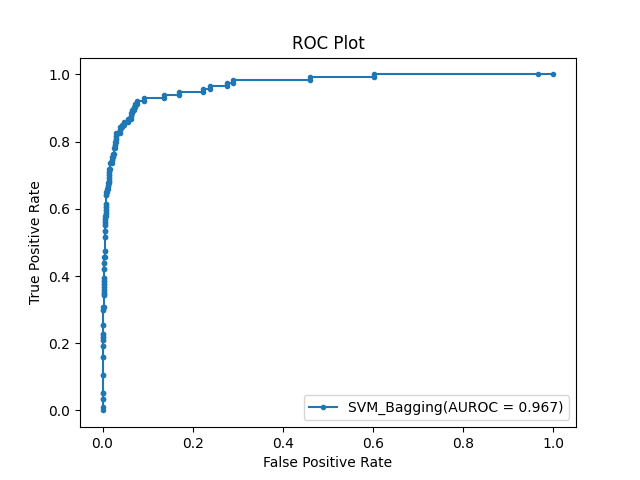 ROC Plot
True Positive Rate
1.0
0.8
0.6
0.4
0.2
0.0
SVM_Bagging(AUROC = 0.967)
0.0 0.2 0.4 0.6 0.8 1.0
False Positive Rate